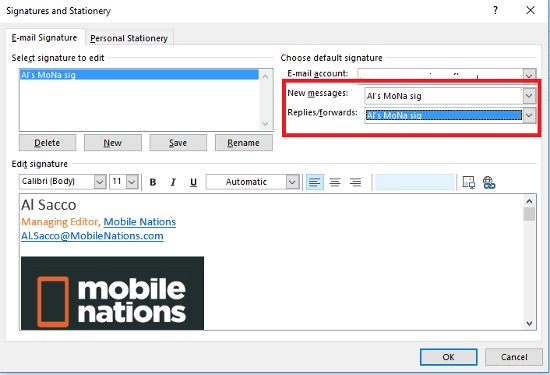 Signatures and Stationery
E-mail Signature
Personal Stationery
Select signature to edit
Choose default signature
Al's MoNa sig
E-mail account:
New messages:
Al's MoNa sig
Replies/forwards:
Al's MoNa sig
Delete
New
Save
Rename
Edit signature
Calibri (Body)
11
B
I
U
Automatic
Al Sacco
Managing Editor, Mobile Nations
Al.Sacco@MobileNations.com
mobile
nations
OK
Cancel